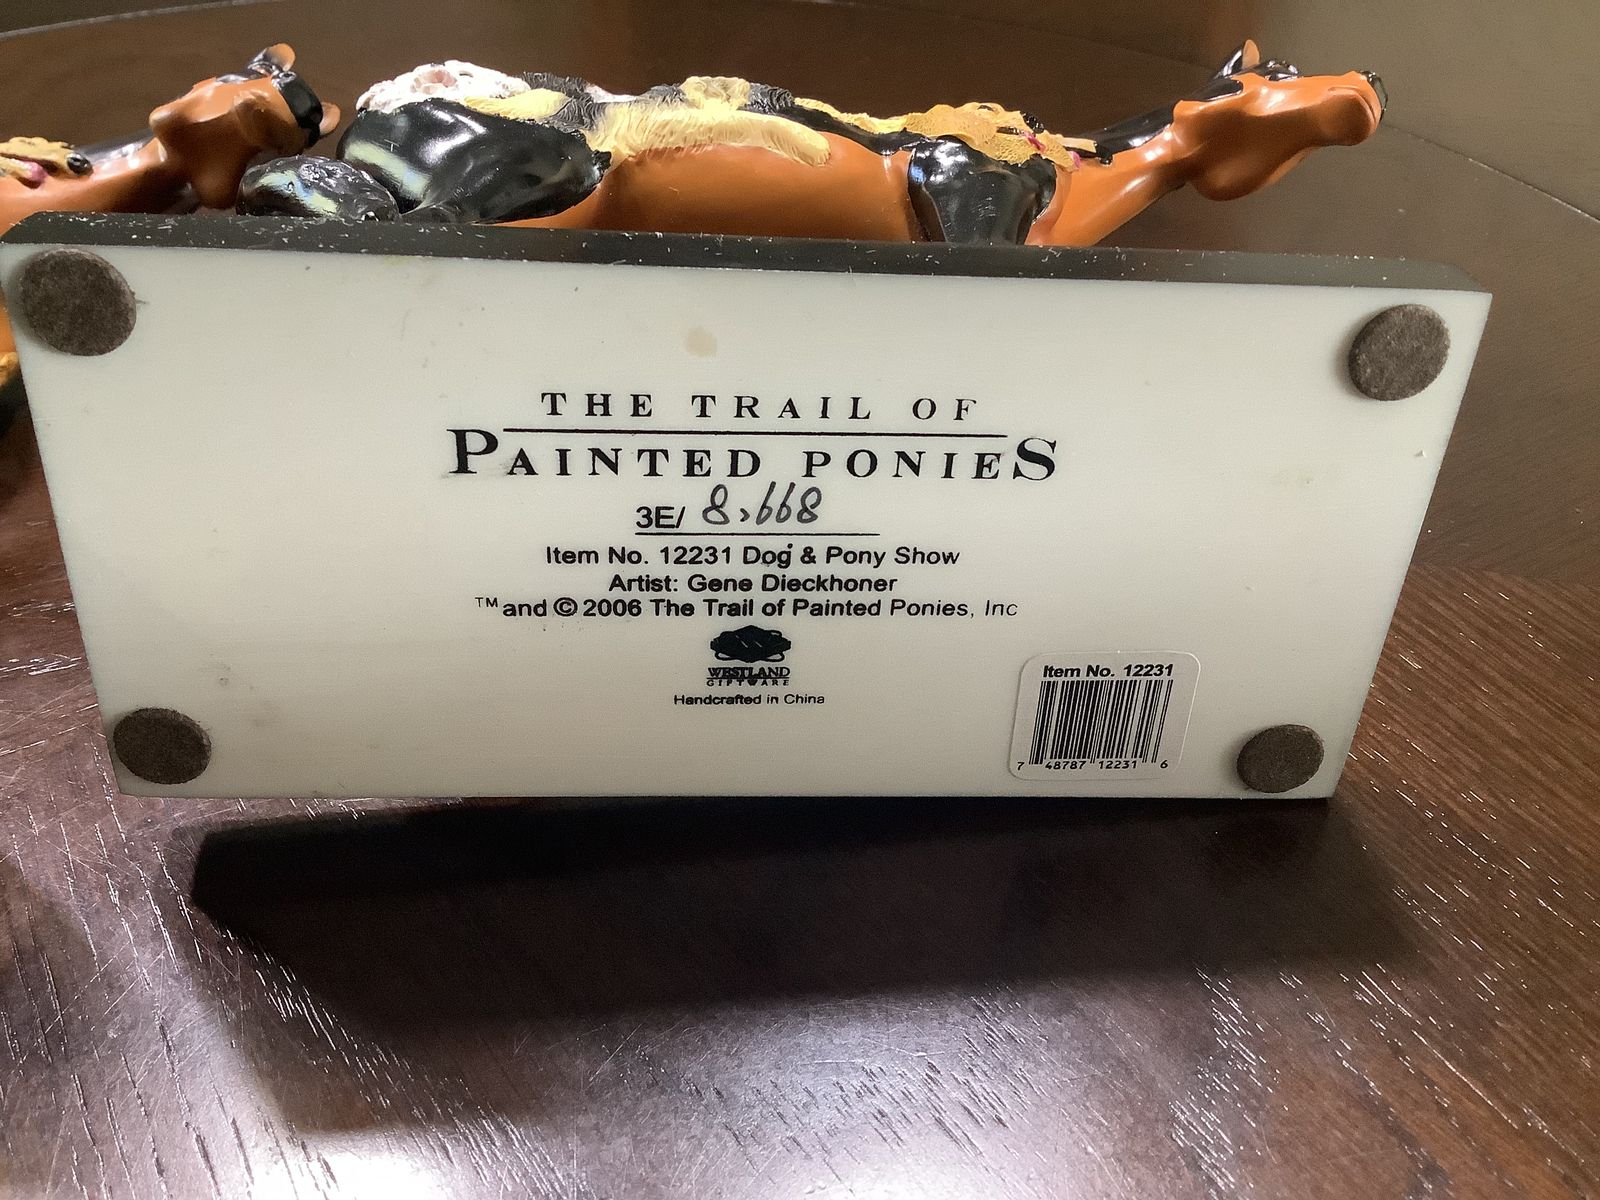 THE TRAIL OF
PAINTED PONIES
3E/ 8,668
Item No. 12231 Dog & Pony Show
Artist: Gene Dieckhoner
™ and © 2006 The Trail of Painted Ponies, Inc
WESTLAND
GIFTWARE
Handcrafted in China
Item No. 12231
7 48787 12231 6